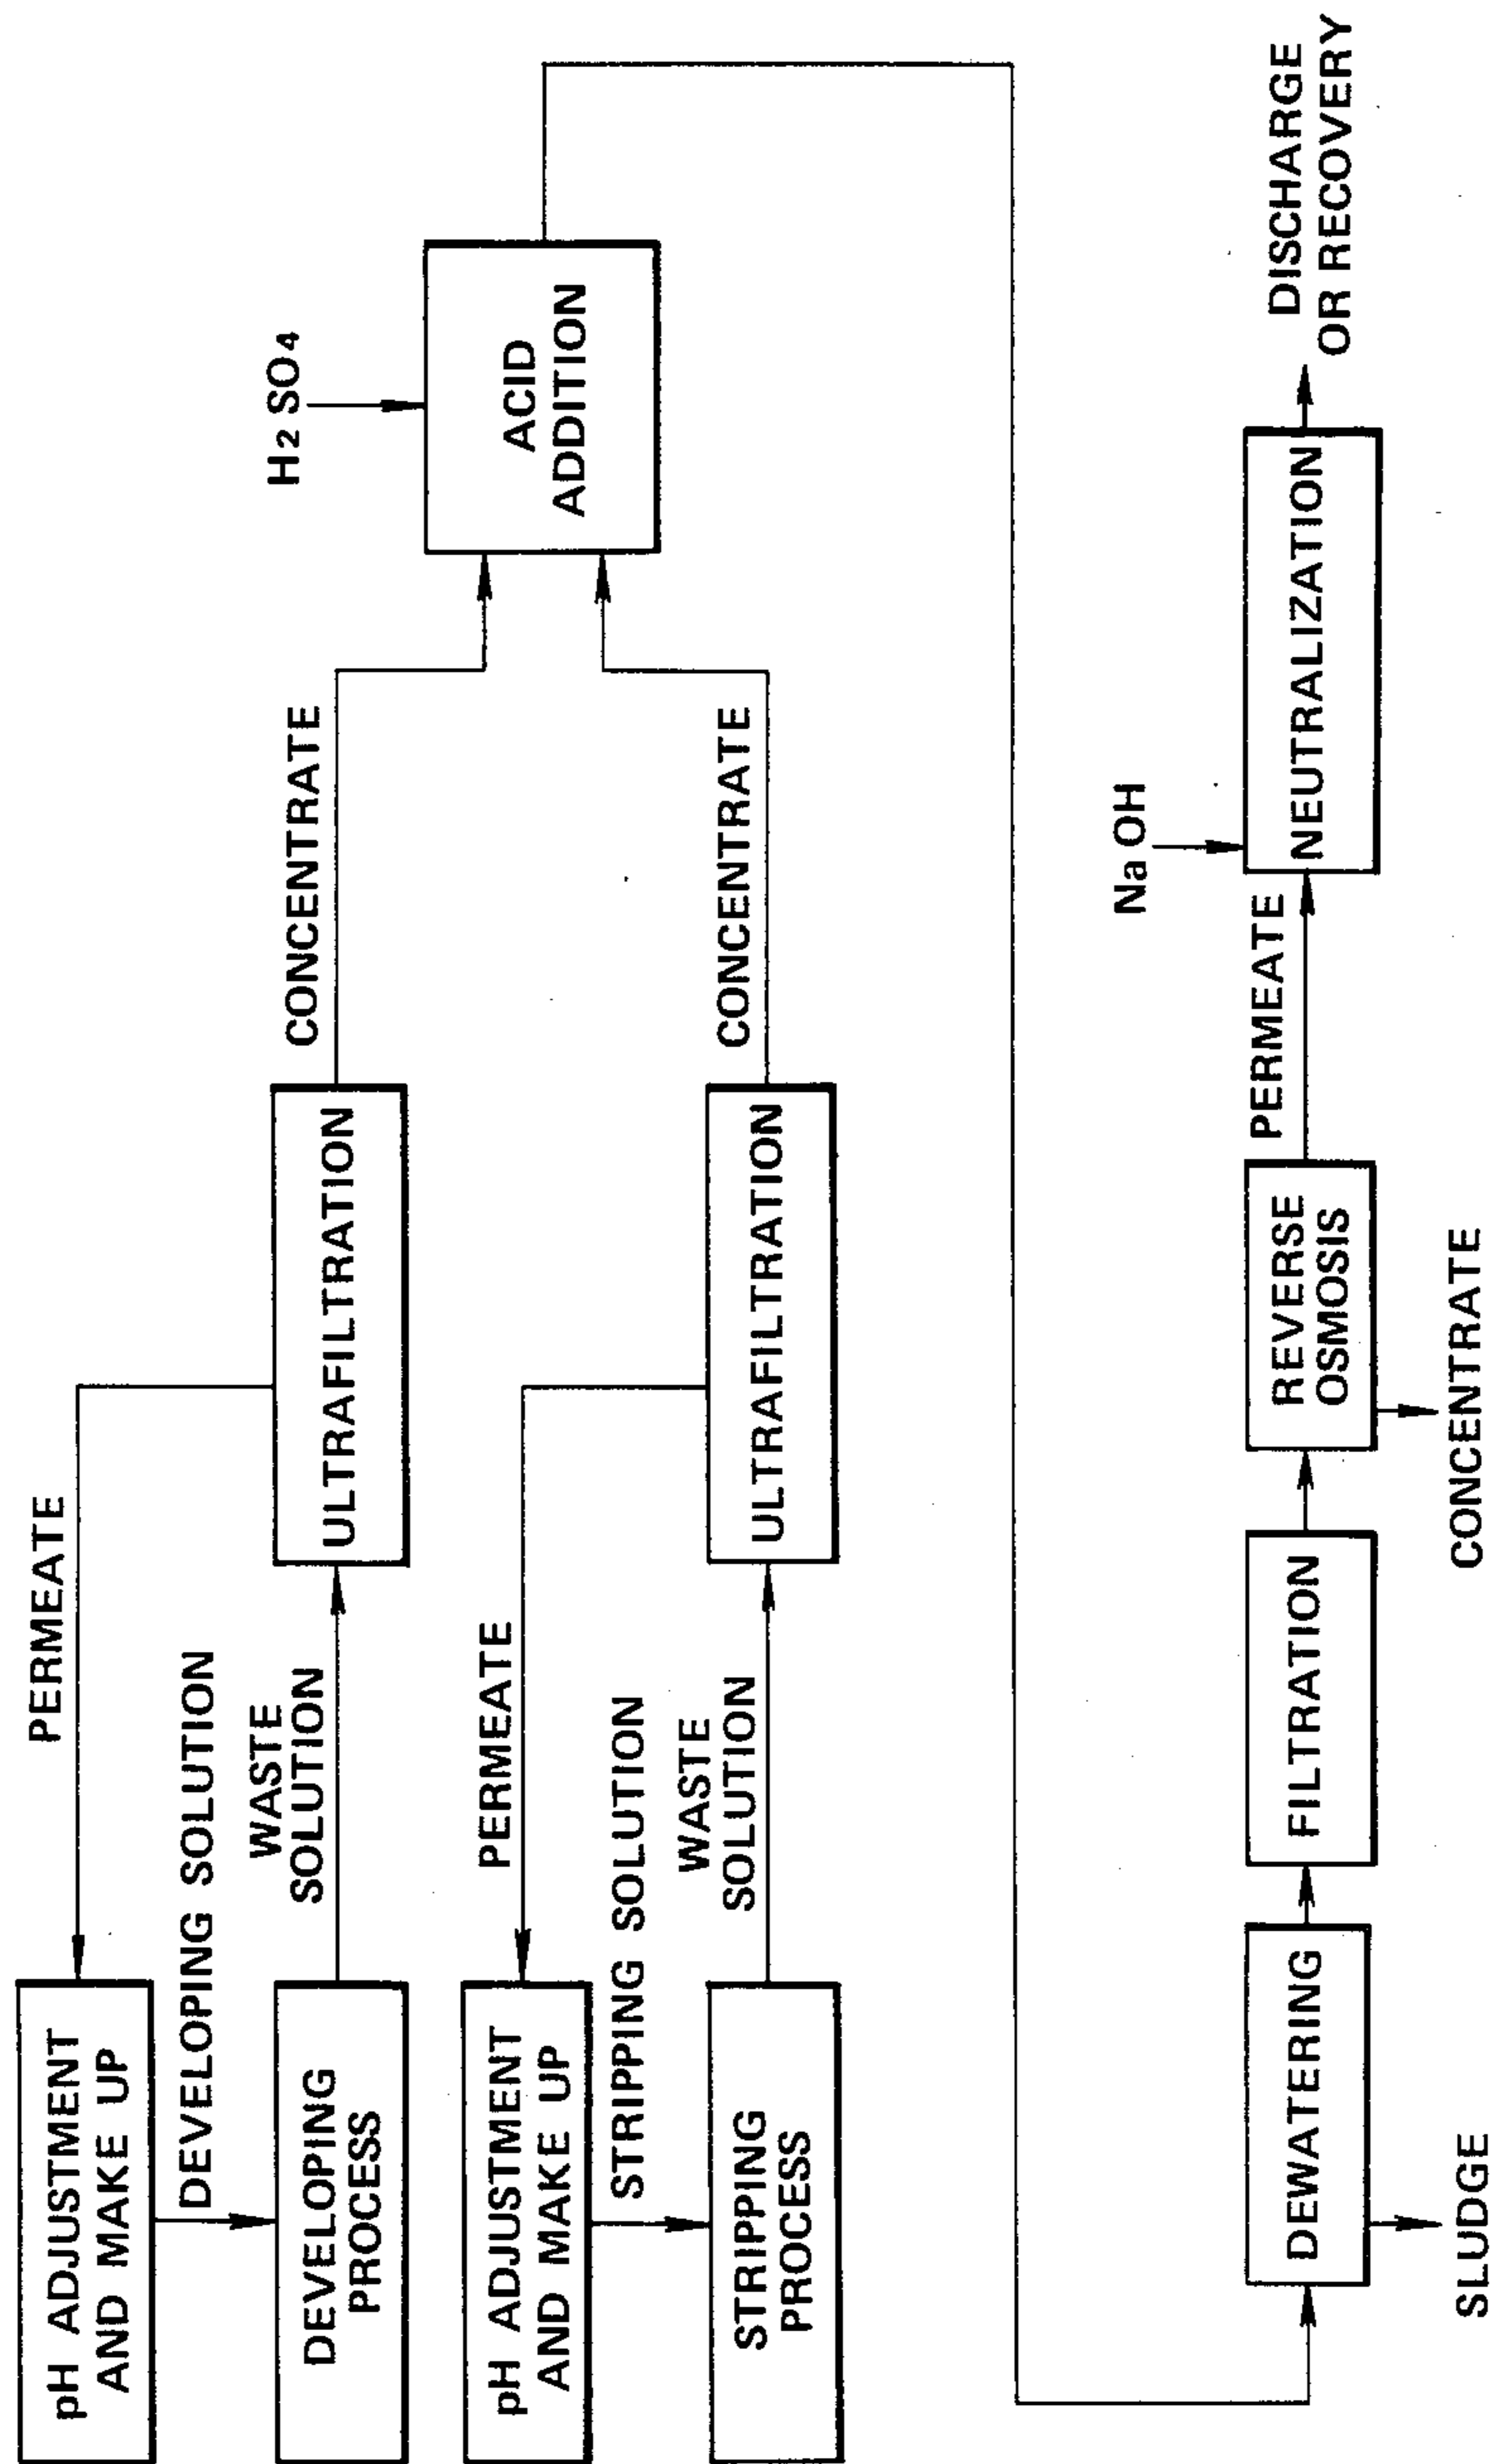 pH ADJUSTMENT
AND MAKE UP
PERMEATE
DEVELOPING SOLUTION
DEVELOPING
PROCESS
WASTE
SOLUTION
ULTRAFILTRATION
CONCENTRATE
pH ADJUSTMENT
AND MAKE UP
PERMEATE
STRIPPING SOLUTION
STRIPPING
PROCESS
WASTE
SOLUTION
ULTRAFILTRATION
CONCENTRATE
H2 SO4
ACID
ADDITION
DEWATERING
SLUDGE
FILTRATION
REVERSE
OSMOSIS
CONCENTRATE
PERMEATE
Na OH
NEUTRALIZATION
DISCHARGE
OR RECOVERY